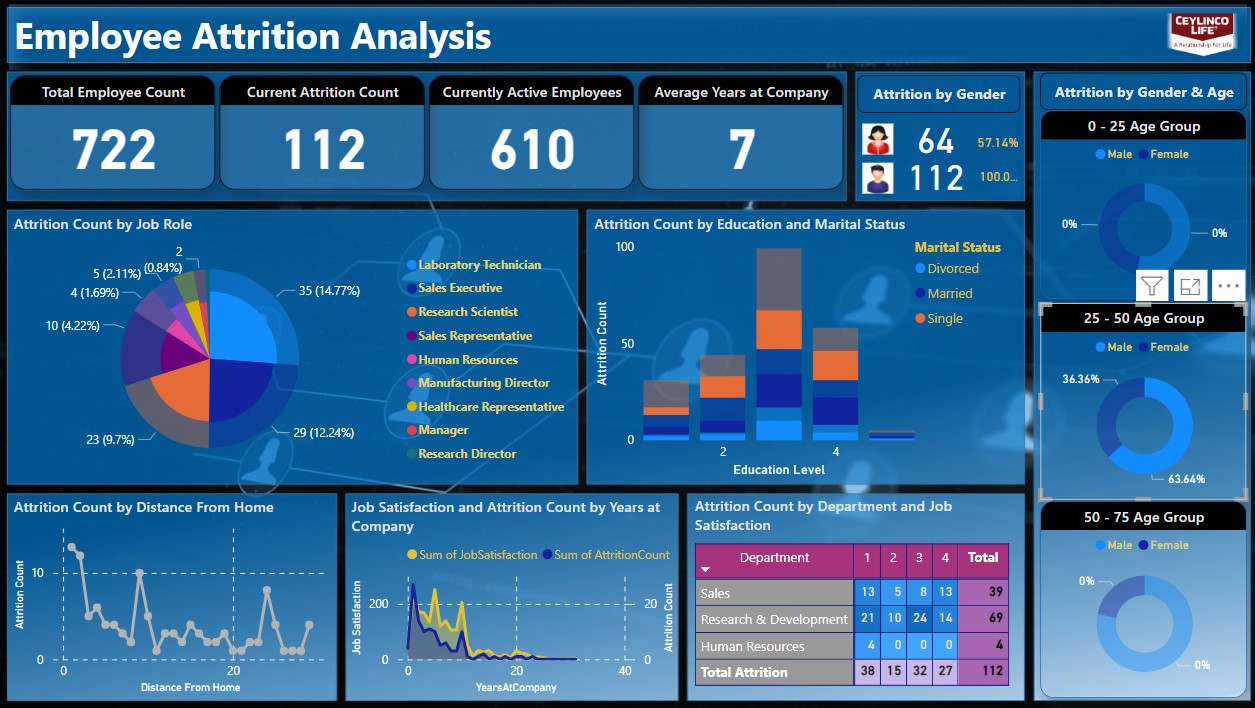 Employee Attrition Analysis
CEYLINCO
LIFE
A Relationship For Life
Total Employee Count
722
Current Attrition Count
112
Currently Active Employees
610
Average Years at Company
7
Attrition by Gender
64 57.14%
112 100.0...
Attrition by Gender & Age
0 - 25 Age Group
Male Female
0%
0%
25 - 50 Age Group
Male Female
36.36%
63.64%
50 - 75 Age Group
Male Female
0%
0%
Attrition Count by Job Role
2
(0.84%)
5 (2.11%)
4 (1.69%)
10 (4.22%)
23 (9.7%)
35 (14.77%)
29 (12.24%)
Laboratory Technician
Sales Executive
Research Scientist
Sales Representative
Human Resources
Manufacturing Director
Healthcare Representative
Manager
Research Director
Attrition Count by Education and Marital Status
100
50
0
Attrition Count
2 4
Education Level
Marital Status
Divorced
Married
Single
Attrition Count by Distance From Home
Attrition Count
10
0
0 20
Distance From Home
Job Satisfaction and Attrition Count by Years at
Company
Sum of JobSatisfaction Sum of AttritionCount
Job Satisfaction
200
0
20
0
Attrition Count
0 20 40
YearsAtCompany
Attrition Count by Department and Job
Satisfaction
Department 1 2 3 4 Total
Sales 13 5 8 13 39
Research & Development 21 10 24 14 69
Human Resources 4 0 0 0 4
Total Attrition 38 15 32 27 112